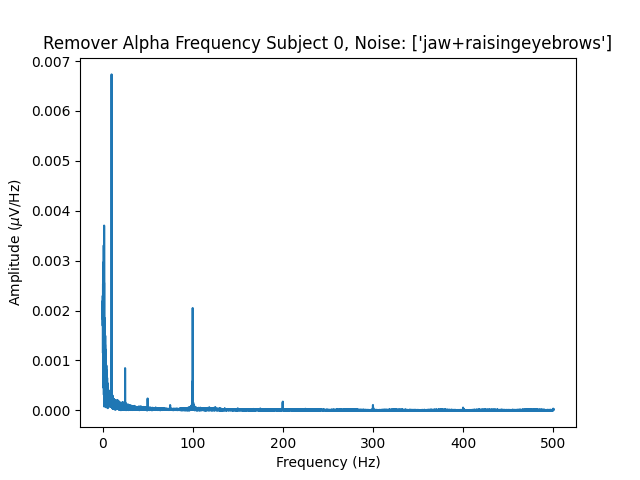 Remover Alpha Frequency Subject 0, Noise: ['jaw+raisingeyebrows']
0.007
0.006
0.005
0.004
0.003
0.002
0.001
0.000
Amplitude (μV/Hz)
0 100 200 300 400 500
Frequency (Hz)